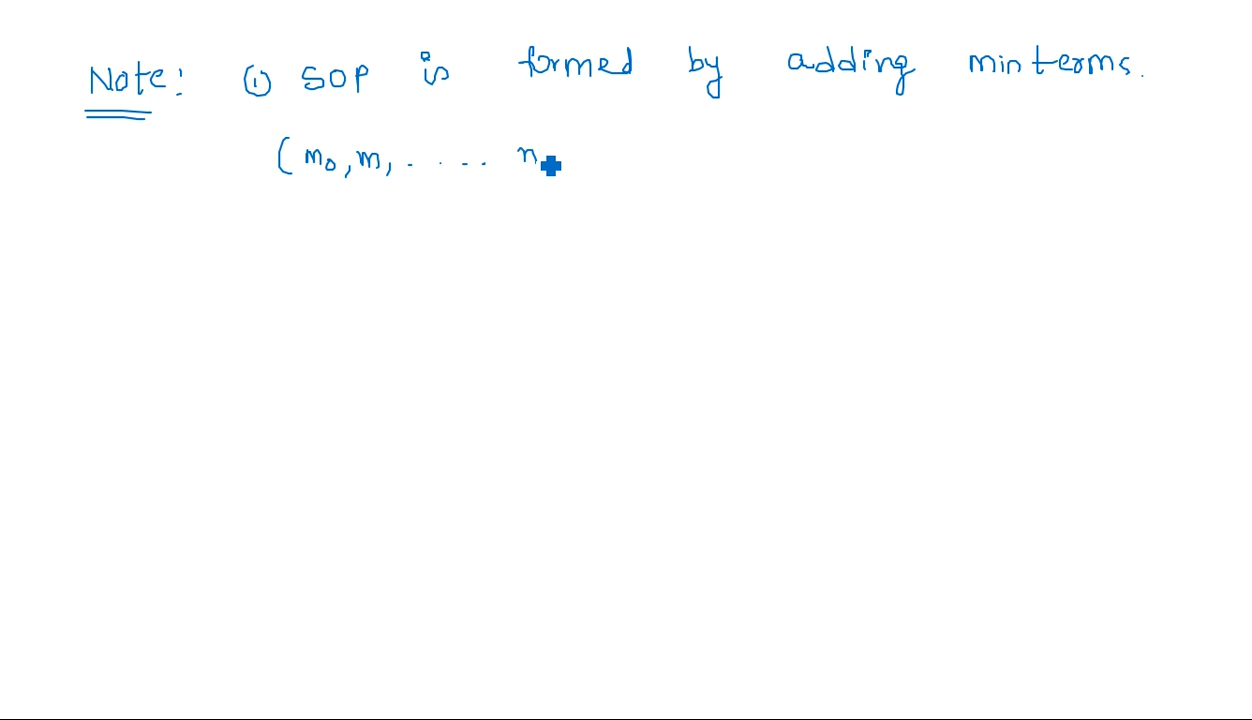 Note: (1) SOP is formed by adding minterms.
(m₀, m₁ ..... n